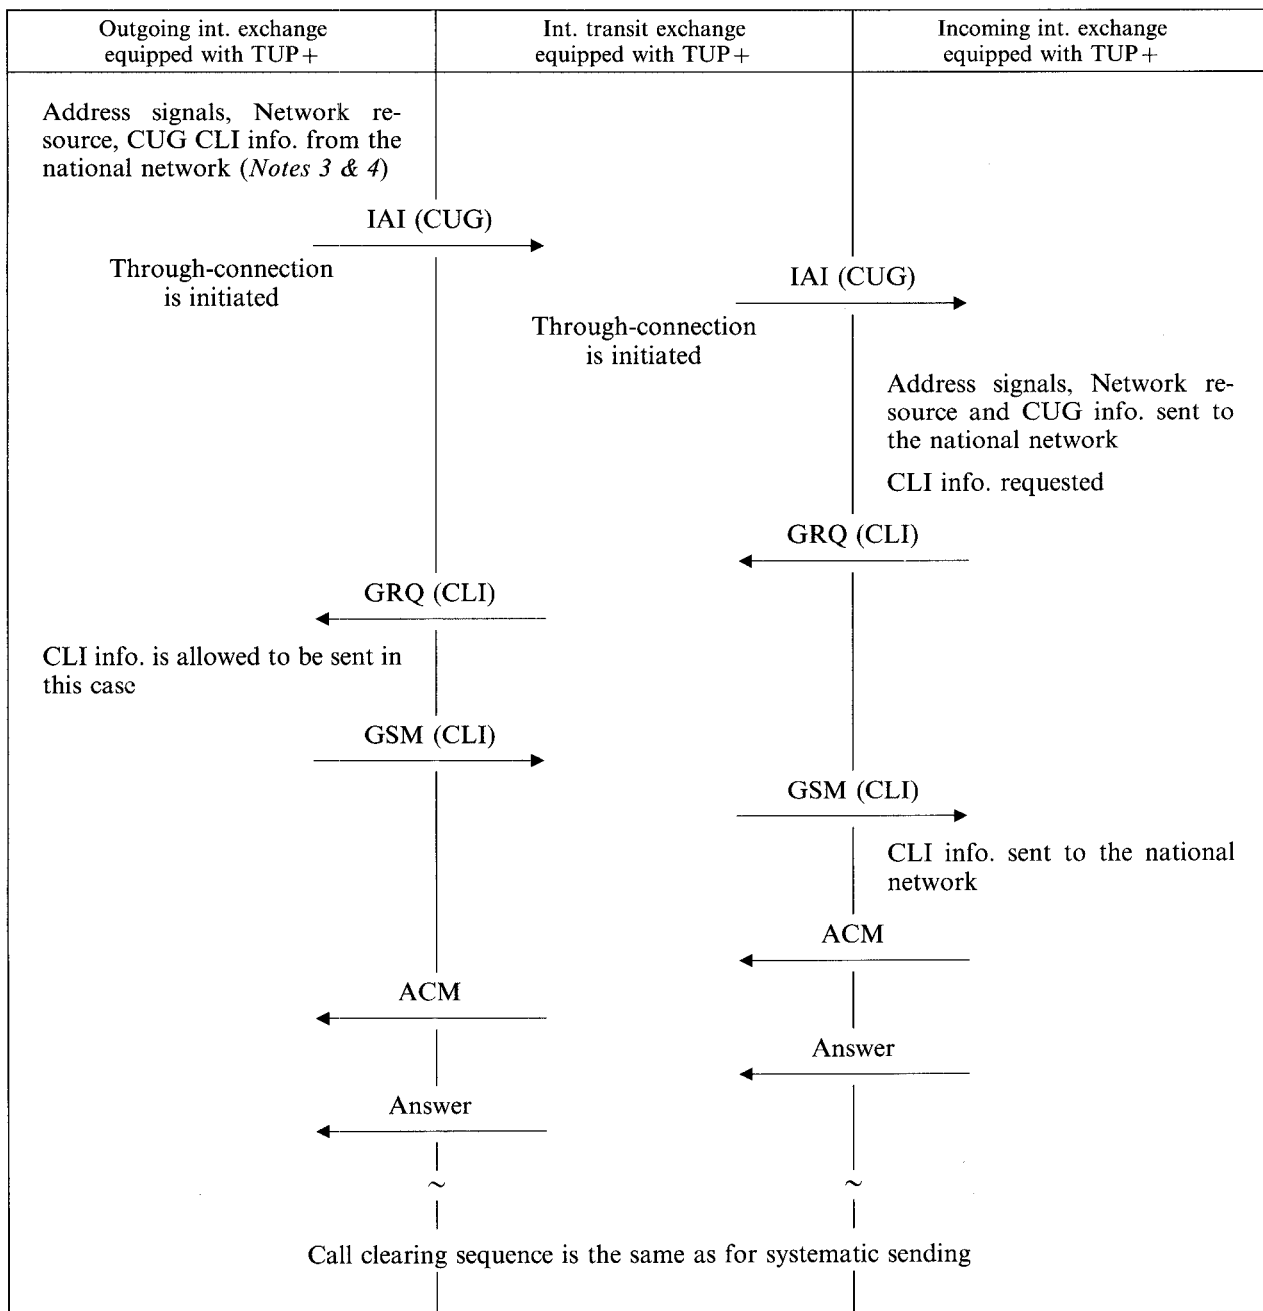 Outgoing int. exchange
equipped with TUP+
Int. transit exchange
equipped with TUP+
Incoming int. exchange
equipped with TUP+
Address signals, Network re-
source, CUG CLI info. from the
national network (Notes 3 & 4)
IAI (CUG)
Through-connection
is initiated
IAI (CUG)
Through-connection
is initiated
Address signals, Network re-
source and CUG info. sent to
the national network
CLI info. requested
GRQ (CLI)
GRQ (CLI)
CLI info. is allowed to be sent in
this case
GSM (CLI)
GSM (CLI)
CLI info. sent to the national
network
ACM
ACM
Answer
Answer
~
~
Call clearing sequence is the same as for systematic sending